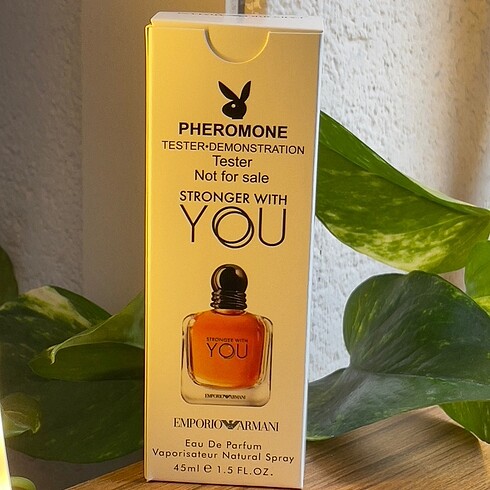 PHEROMONE
TESTER•DEMONSTRATION
Tester
Not for sale
STRONGER WITH
YOU
STRONGER WITH
YOU
EMPORIO ARMANI
EMPORIO ARMANI
Eau De Parfum
Vaporisateur Natural Spray
45ml ℮ 1.5 FL.OZ.